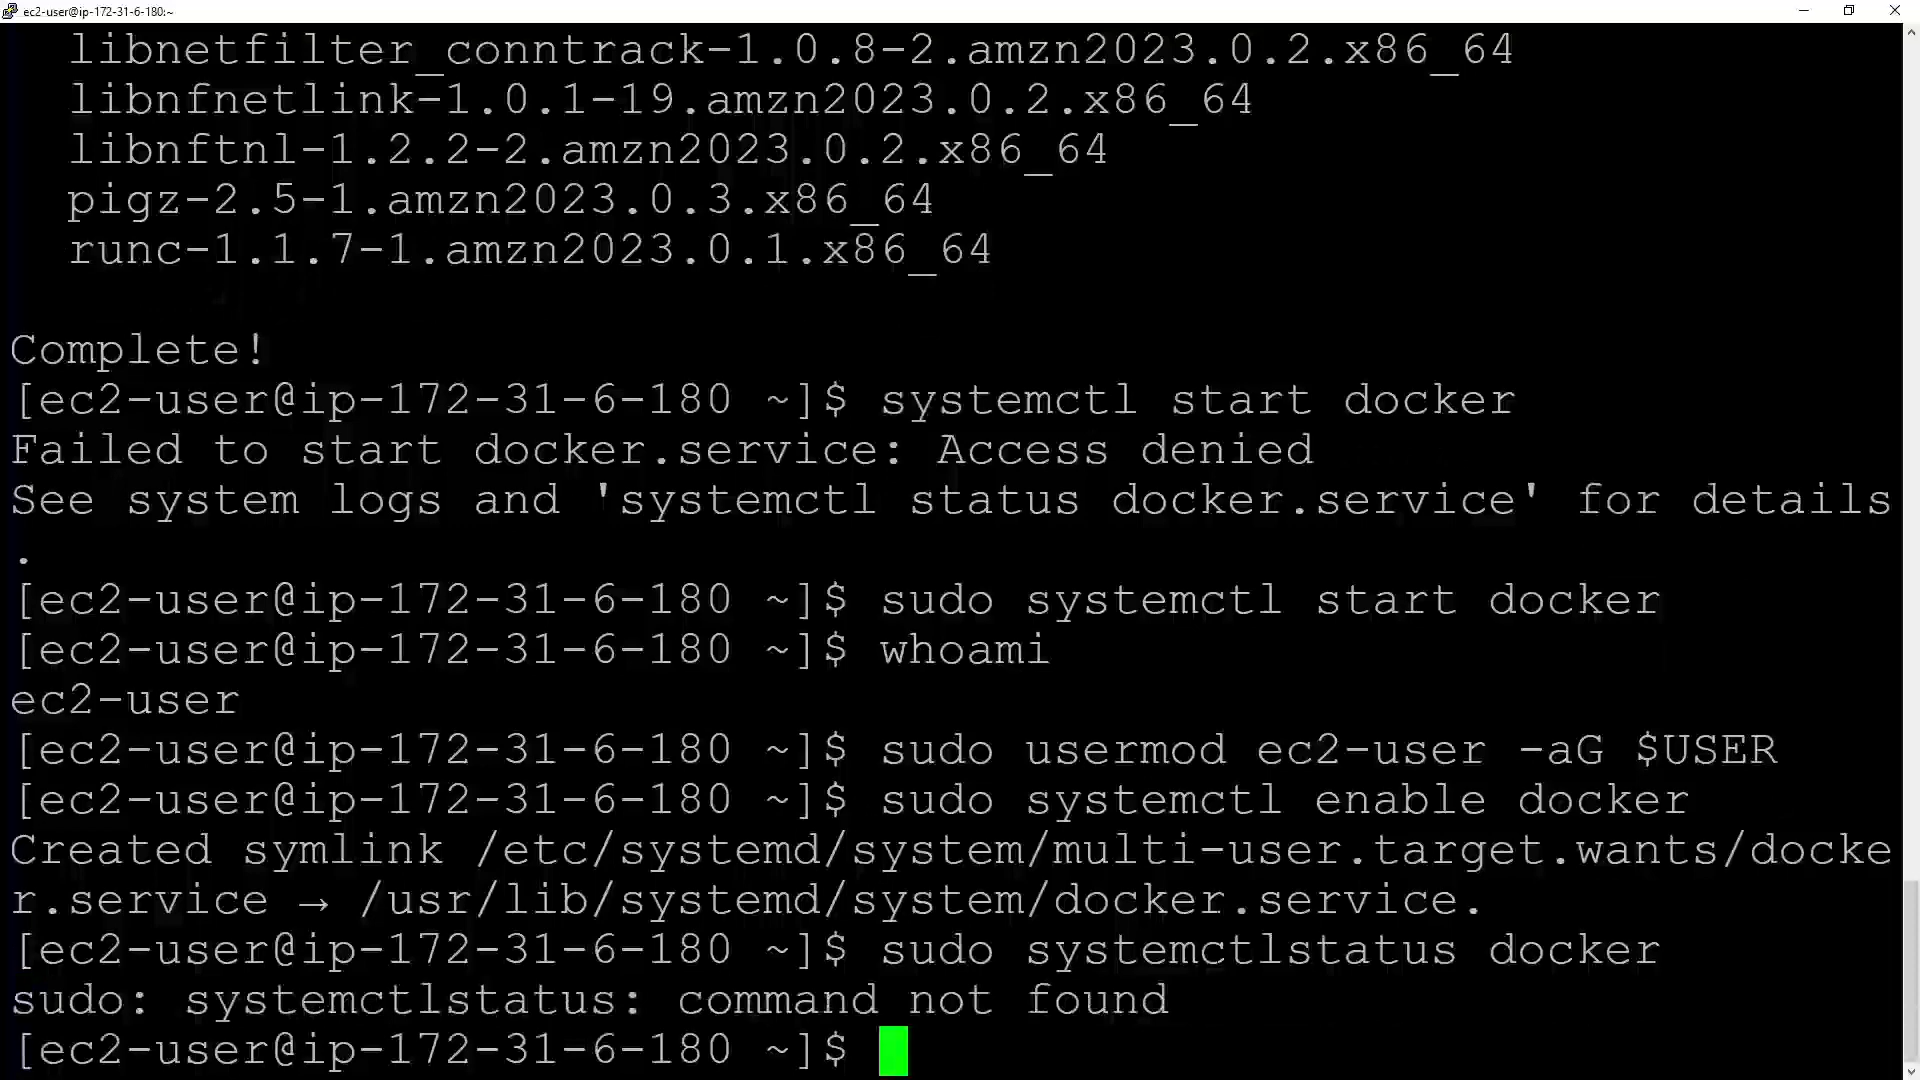 ec2-user@ip-172-31-6-180:~
libnetfilter_conntrack-1.0.8-2.amzn2023.0.2.x86_64
libnfnetlink-1.0.1-19.amzn2023.0.2.x86_64
libnftnl-1.2.2-2.amzn2023.0.2.x86_64
pigz-2.5-1.amzn2023.0.3.x86_64
runc-1.1.7-1.amzn2023.0.1.x86_64
Complete!
[ec2-user@ip-172-31-6-180 ~]$ systemctl start docker
Failed to start docker.service: Access denied
See system logs and 'systemctl status docker.service' for details
.
[ec2-user@ip-172-31-6-180 ~]$ sudo systemctl start docker
[ec2-user@ip-172-31-6-180 ~]$ whoami
ec2-user
[ec2-user@ip-172-31-6-180 ~]$ sudo usermod ec2-user -aG $USER
[ec2-user@ip-172-31-6-180 ~]$ sudo systemctl enable docker
Created symlink /etc/systemd/system/multi-user.target.wants/docke
r.service → /usr/lib/systemd/system/docker.service.
[ec2-user@ip-172-31-6-180 ~]$ sudo systemctlstatus docker
sudo: systemctlstatus: command not found
[ec2-user@ip-172-31-6-180 ~]$